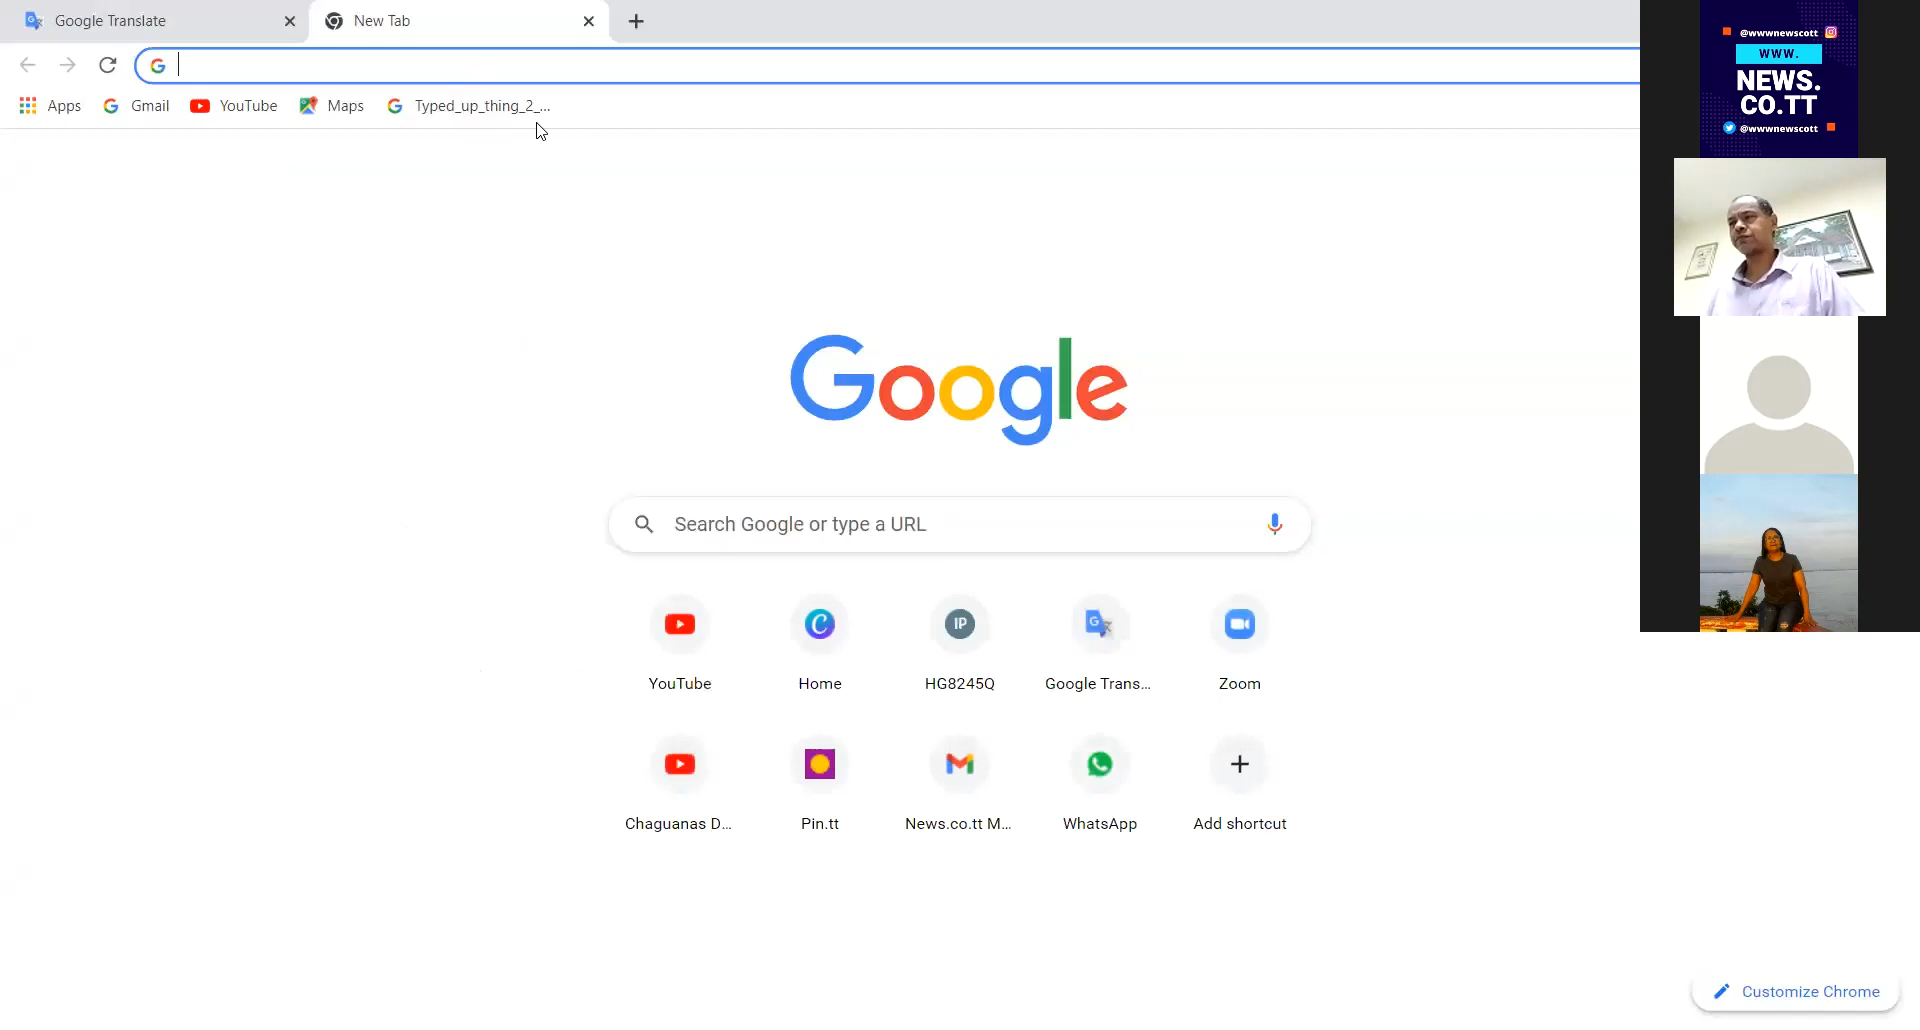 Google Translate
New Tab
Apps
Gmail
YouTube
Maps
Typed_up_thing_2_...
@wwwnewscott
WWW.
NEWS.
CO.TT
@wwwnewscott
Google
Search Google or type a URL
YouTube
Home
HG8245Q
Google Trans...
Zoom
IP
Chaguanas D...
Pin.tt
News.co.tt M...
WhatsApp
Add shortcut
Customize Chrome